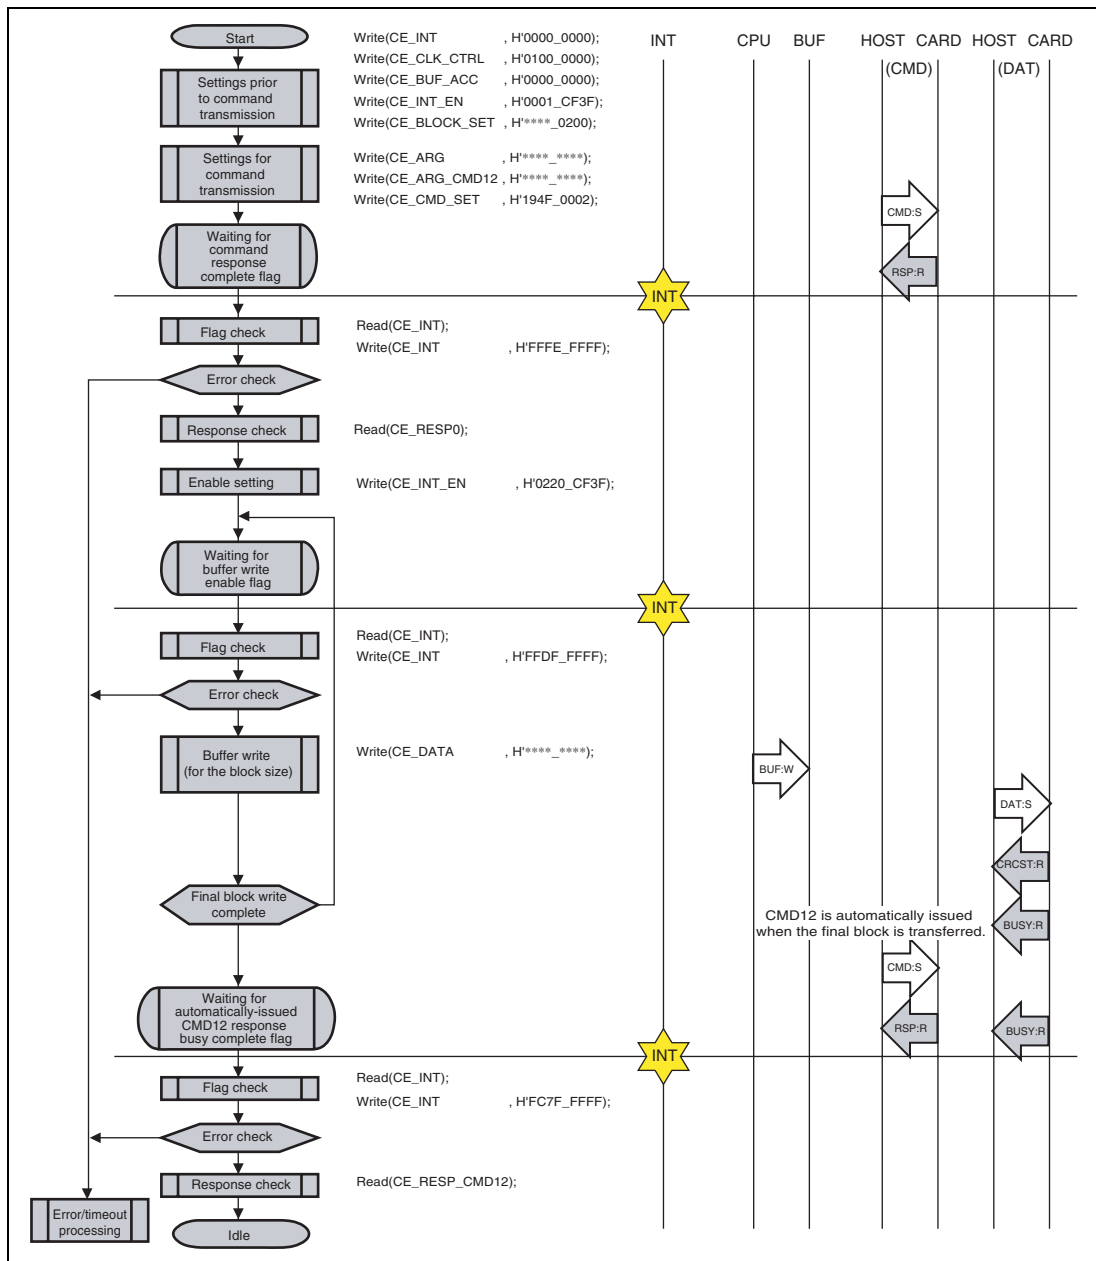 Start
Write(CE_INT , H'0000_0000);
INT CPU BUF HOST CARD HOST CARD
(CMD) (DAT)
Write(CE_CLK_CTRL , H'0100_0000);
Settings prior
to command
transmission
Write(CE_BUF_ACC , H'0000_0000);
Write(CE_INT_EN , H'0001_CF3F);
Write(CE_BLOCK_SET , H'****_0200);
Settings for
command
transmission
Write(CE_ARG , H'****_****);
Write(CE_ARG_CMD12 , H'****_****);
Write(CE_CMD_SET , H'194F_0002);
CMD:S
Waiting for
command
response
complete flag
RSP:R
INT
Flag check
Read(CE_INT);
Write(CE_INT , H'FFFE_FFFF);
Error check
Response check
Read(CE_RESP0);
Enable setting
Write(CE_INT_EN , H'0220_CF3F);
Waiting for
buffer write
enable flag
INT
Flag check
Read(CE_INT);
Write(CE_INT , H'FFDF_FFFF);
Error check
Buffer write
(for the block size)
Write(CE_DATA , H'****_****);
BUF:W
DAT:S
CRCST:R
Final block write
complete
CMD12 is automatically issued
when the final block is transferred.
BUSY:R
CMD:S
Waiting for
automatically-issued
CMD12 response
busy complete flag
RSP:R
BUSY:R
INT
Flag check
Read(CE_INT);
Write(CE_INT , H'FC7F_FFFF);
Error check
Response check
Read(CE_RESP_CMD12);
Error/timeout
processing
Idle